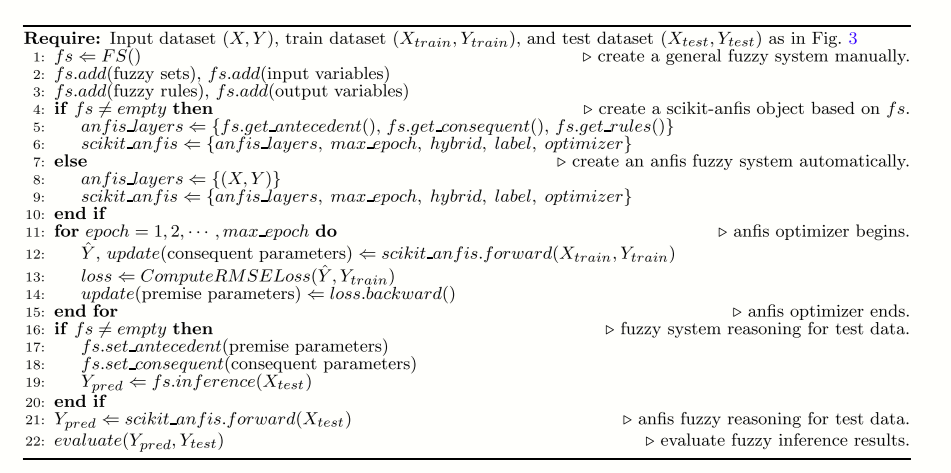 Require: Input dataset (X, Y), train dataset (X_train, Y_train), and test dataset (X_test, Y_test) as in Fig. 3
1: fs ⇐ FS() ▷ create a general fuzzy system manually.
2: fs.add(fuzzy sets), fs.add(input variables)
3: fs.add(fuzzy rules), fs.add(output variables)
4: if fs ≠ empty then ▷ create a scikit-anfis object based on fs.
5: anfis_layers ⇐ {fs.get_antecedent(), fs.get_consequent(), fs.get_rules()}
6: scikit_anfis ⇐ {anfis_layers, max_epoch, hybrid, label, optimizer}
7: else ▷ create an anfis fuzzy system automatically.
8: anfis_layers ⇐ {(X, Y)}
9: scikit_anfis ⇐ {anfis_layers, max_epoch, hybrid, label, optimizer}
10: end if
11: for epoch = 1, 2, ⋯ , max_epoch do ▷ anfis optimizer begins.
12: Ŷ, update(consequent parameters) ⇐ scikit_anfis.forward(X_train, Y_train)
13: loss ⇐ ComputeRMSELoss(Ŷ, Y_train)
14: update(premise parameters) ⇐ loss.backward()
15: end for ▷ anfis optimizer ends.
16: if fs ≠ empty then ▷ fuzzy system reasoning for test data.
17: fs.set_antecedent(premise parameters)
18: fs.set_consequent(consequent parameters)
19: Y_pred ⇐ fs.inference(X_test)
20: end if
21: Y_pred ⇐ scikit_anfis.forward(X_test) ▷ anfis fuzzy reasoning for test data.
22: evaluate(Y_pred, Y_test) ▷ evaluate fuzzy inference results.